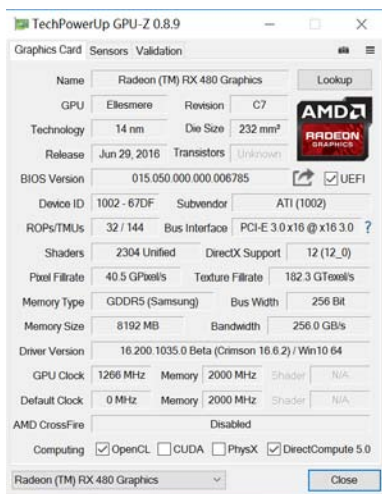 TechPowerUp GPU-Z 0.8.9
Graphics Card Sensors Validation
Name Radeon (TM) RX 480 Graphics Lookup
GPU Ellesmere Revision C7
AMD
RADEON
GRAPHICS
Technology 14 nm Die Size 232 mm²
Release Jun 29, 2016 Transistors Unknown
BIOS Version 015.050.000.000.006785 UEFI
Device ID 1002 - 67DF Subvendor ATI (1002)
ROPs/TMUs 32 / 144 Bus Interface PCI-E 3.0 x16 @ x16 3.0 ?
Shaders 2304 Unified DirectX Support 12 (12_0)
Pixel Fillrate 40.5 GPixel/s Texture Fillrate 182.3 GTexel/s
Memory Type GDDR5 (Samsung) Bus Width 256 Bit
Memory Size 8192 MB Bandwidth 256.0 GB/s
Driver Version 16.200.1035.0 Beta (Crimson 16.6.2) / Win10 64
GPU Clock 1266 MHz Memory 2000 MHz Shader N/A
Default Clock 0 MHz Memory 2000 MHz Shader N/A
AMD CrossFire Disabled
Computing OpenCL CUDA PhysX DirectCompute 5.0
Radeon (TM) RX 480 Graphics Close